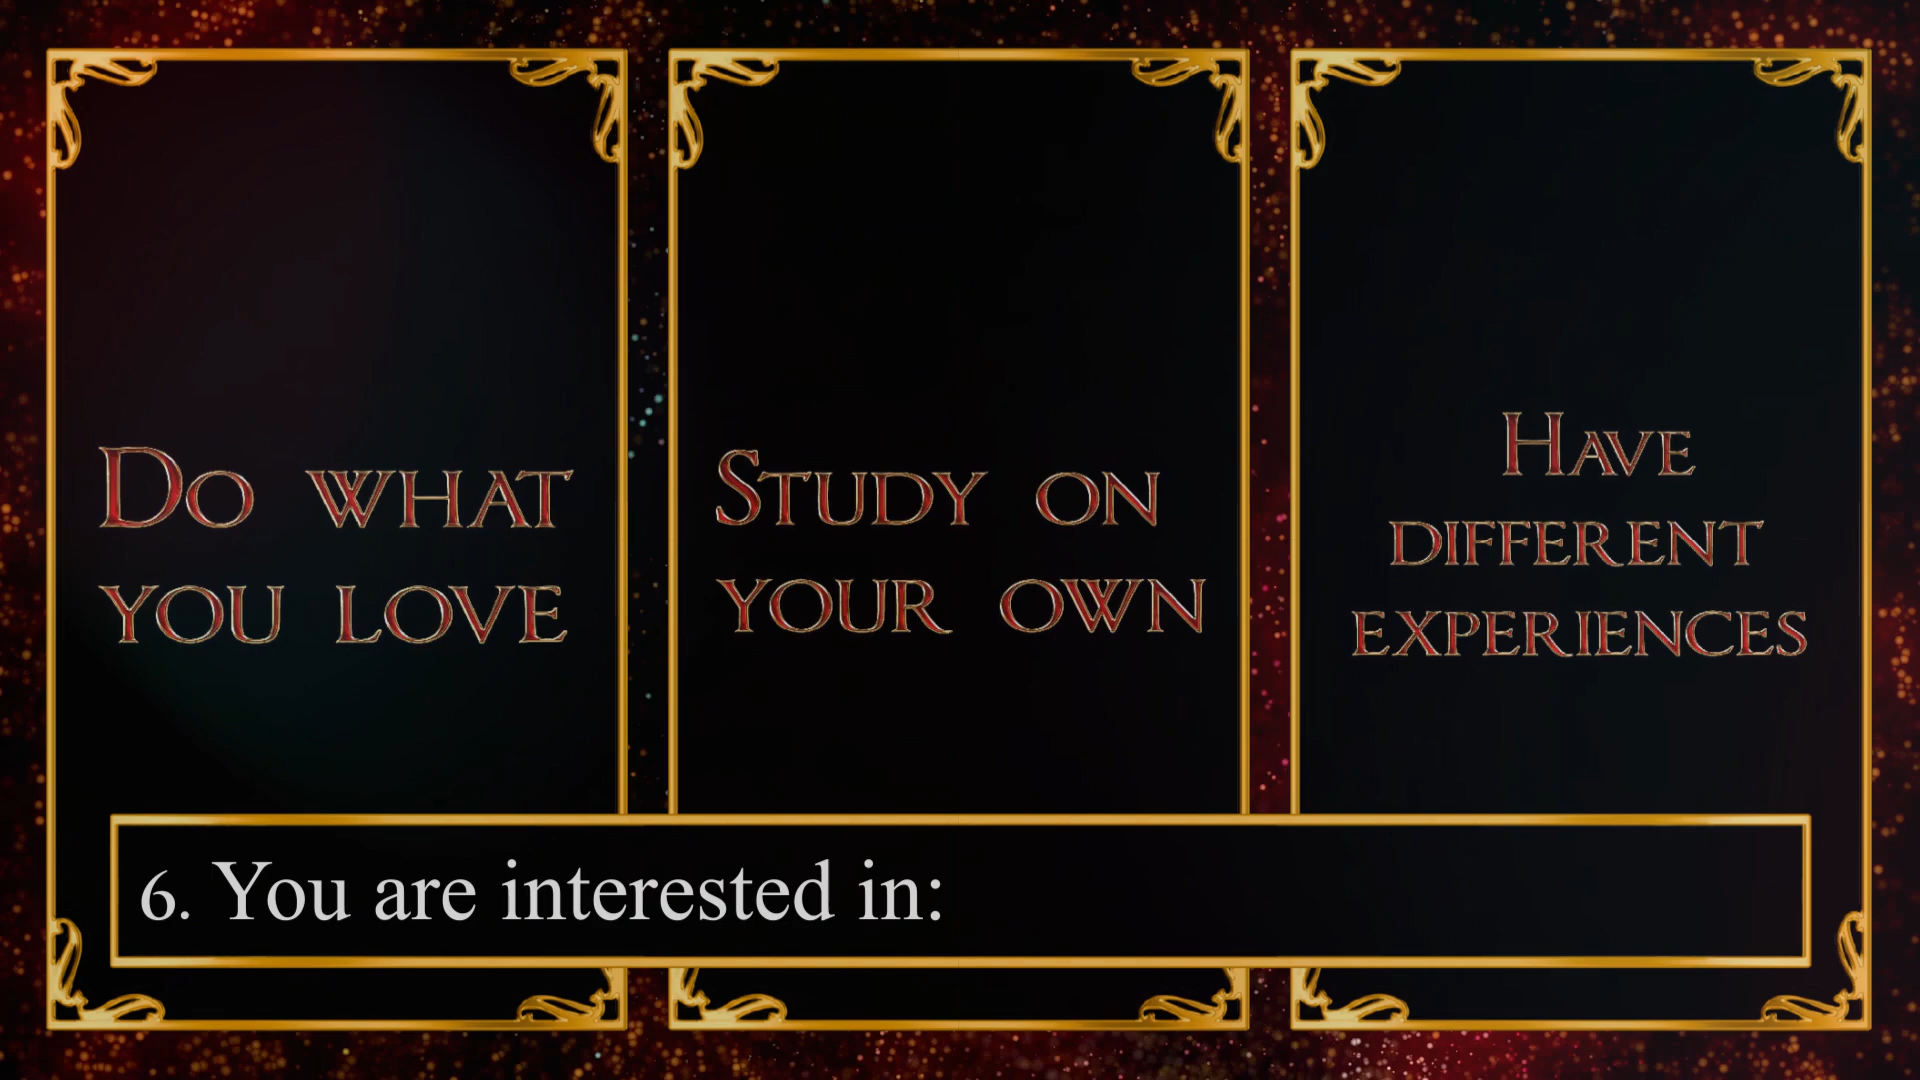 Do what
you love
Study on
your own
Have
different
experiences
6. You are interested in: